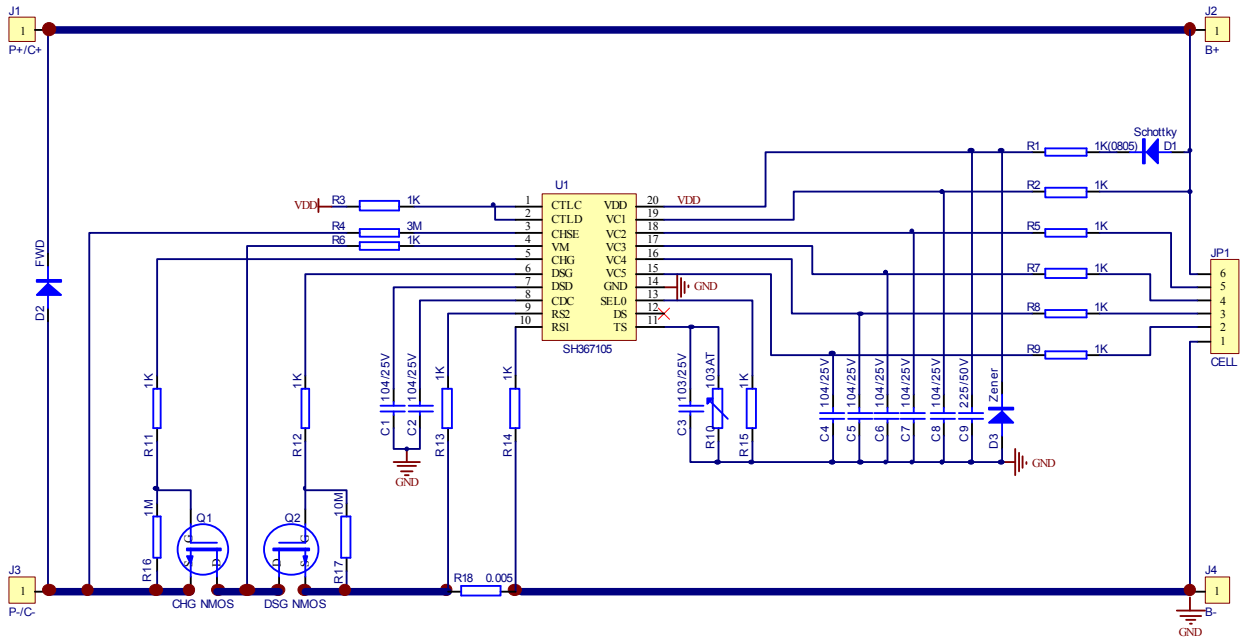 J1
1
P+/C+
J2
1
B+
Schottky
R1
1K(0805)
D1
U1
R2
1K
VDD
R3
1K
1
CTLC
VDD
20
VDD
2
CTLD
VC1
19
R4
3M
3
CHSE
VC2
18
R5
1K
R6
1K
4
VM
VC3
17
5
CHG
VC4
16
6
DSG
VC5
15
7
DSD
GND
14
GND
8
CDC
SEL0
13
9
RS2
DS
12
10
RS1
TS
11
SH367105
FWD
D2
R7
1K
R8
1K
R9
1K
JP1
6
5
4
3
2
1
CELL
1K
R11
1K
R12
104/25V
C1
104/25V
C2
GND
1K
R13
1K
R14
103/25V
C3
103AT
R10
1K
R15
104/25V
C4
104/25V
C5
104/25V
C6
104/25V
C7
104/25V
C8
225/50V
C9
Zener
D3
GND
1M
R16
Q1
G
S
D
CHG NMOS
Q2
G
D
S
DSG NMOS
10M
R17
R18
0.005
J3
1
P-/C-
J4
1
B-
GND